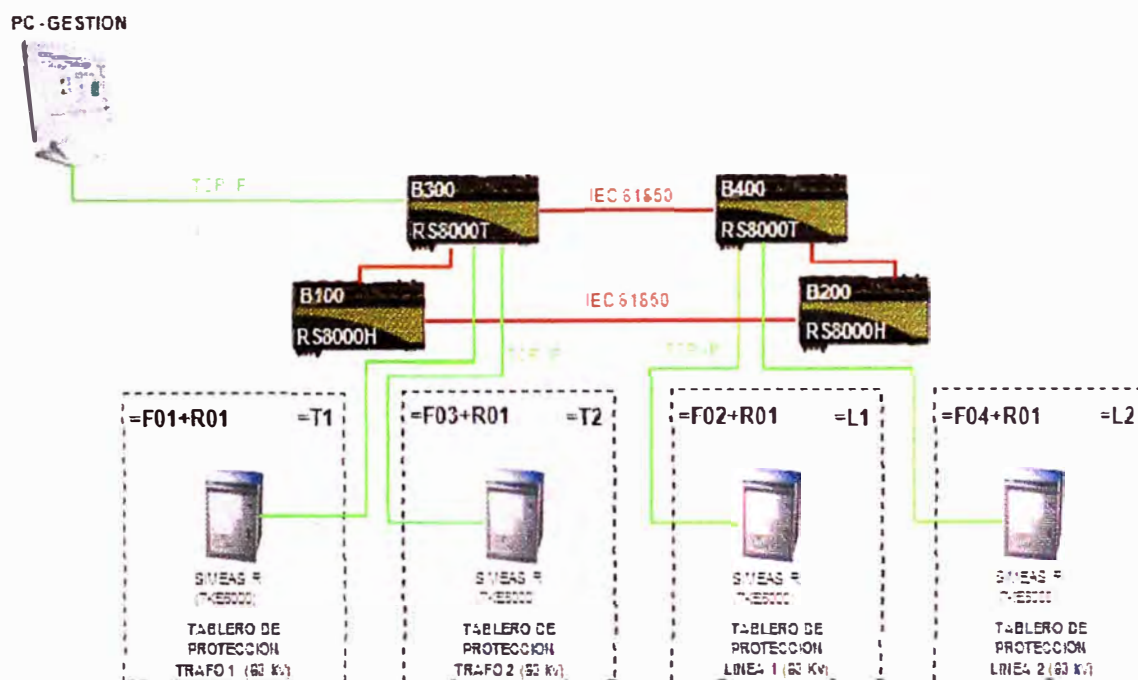 PC-GESTION
TCP/IP
B300
RS8000T
IEC 61850
B400
RS8000T
B100
RS8000H
IEC 61850
B200
RS8000H
TCP/IP
TCP/IP
=F01+R01 =T1
=F03+R01 =T2
=F02+R01 =L1
=F04+R01 =L2
SIMEAS R
SIMEAS R
SIMEAS R
SIMEAS R
TABLERO DE
PROTECCION
TRAFO 1
TABLERO DE
PROTECCION
TRAFO 2
TABLERO DE
PROTECCION
LINEA 1
TABLERO DE
PROTECCION
LINEA 2